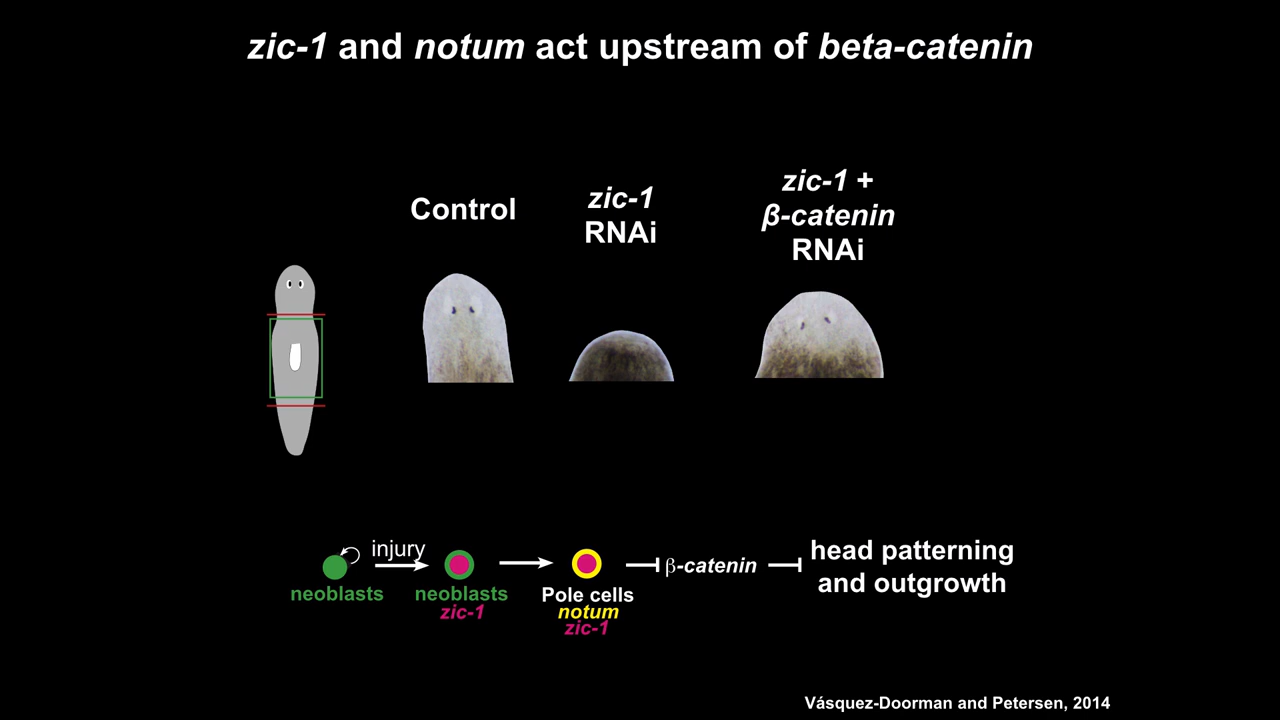 zic-1 and notum act upstream of beta-catenin
Control
zic-1
RNAi
zic-1 +
β-catenin
RNAi
injury
neoblasts
neoblasts
zic-1
Pole cells
notum
zic-1
β-catenin
head patterning
and outgrowth
Vásquez-Doorman and Petersen, 2014